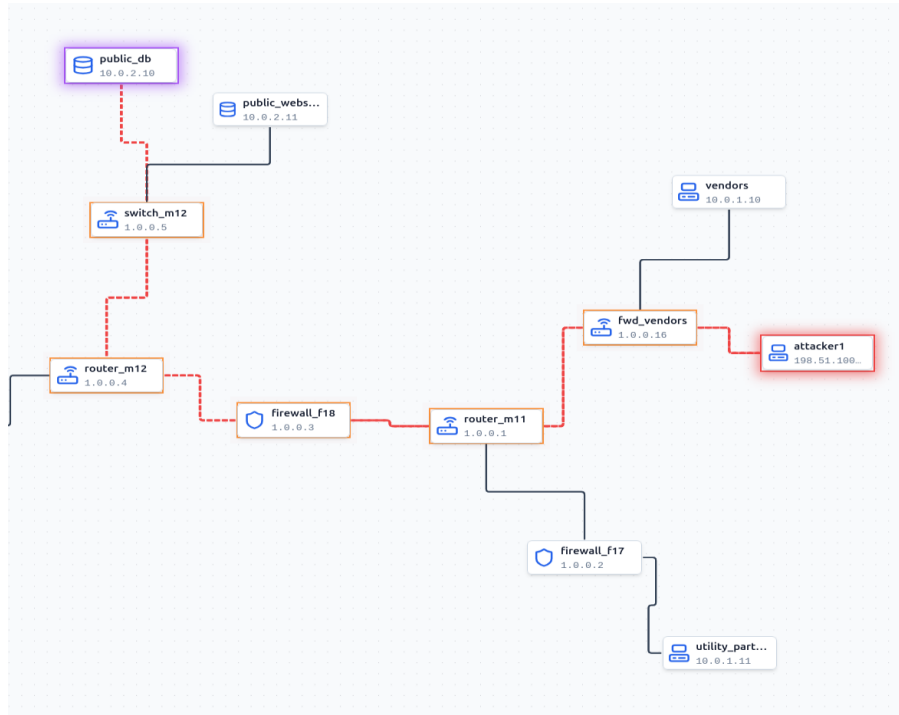 public_db
10.0.2.10
public_webs...
10.0.2.11
vendors
10.0.1.10
switch_m12
1.0.0.5
fwd_vendors
1.0.0.16
attacker1
198.51.100...
router_m12
1.0.0.4
firewall_f18
1.0.0.3
router_m11
1.0.0.1
firewall_f17
1.0.0.2
utility_part...
10.0.1.11